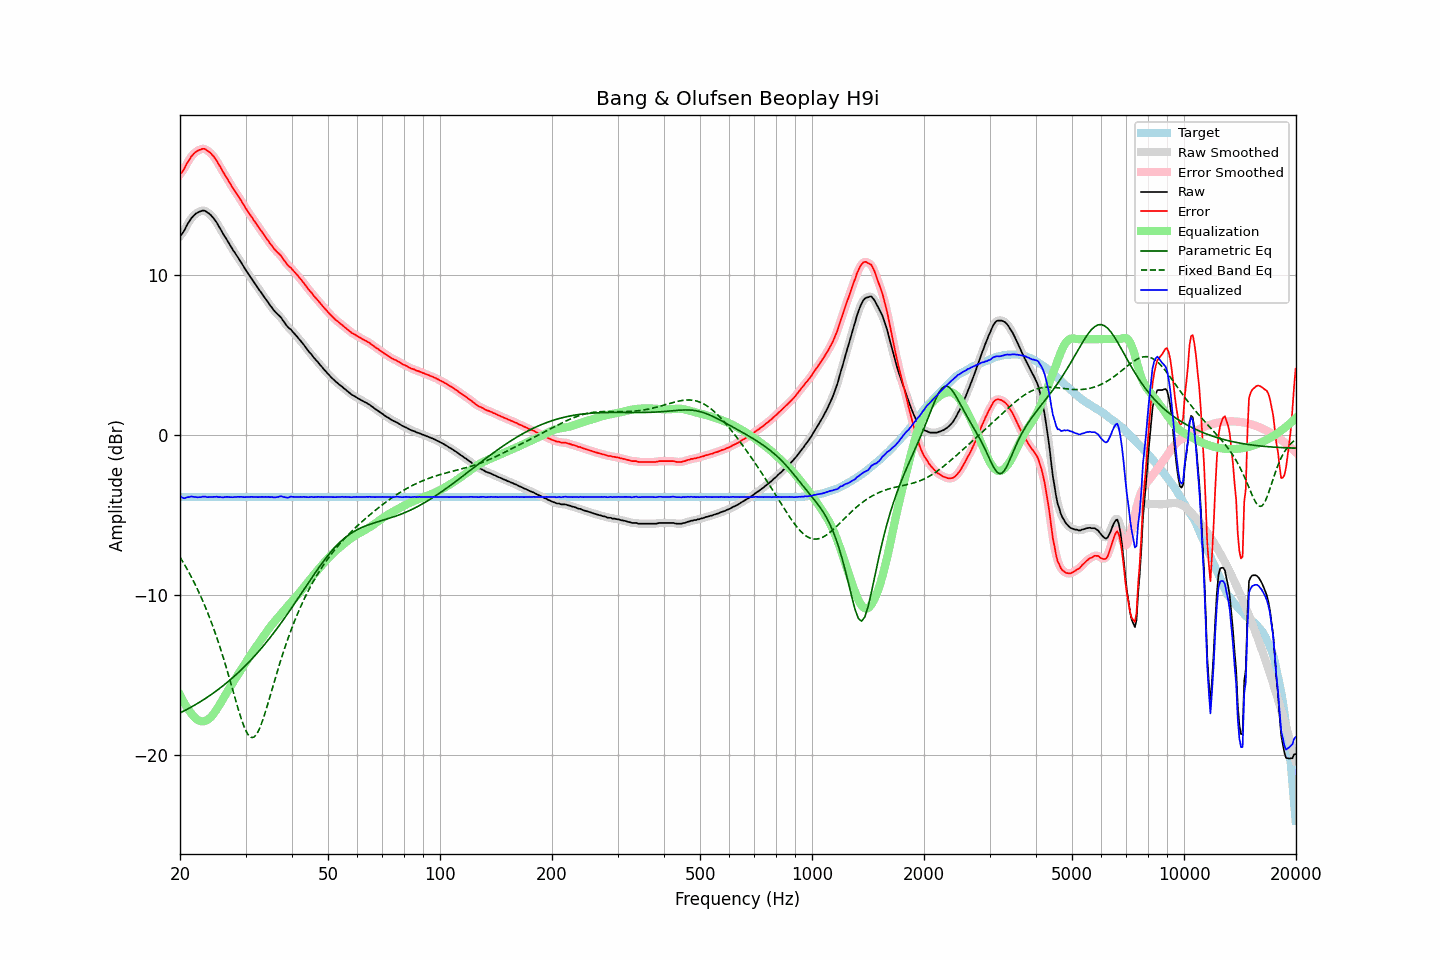 Bang & Olufsen Beoplay H9i
Amplitude (dBr)
10
0
−10
−20
Target
Raw Smoothed
Error Smoothed
Raw
Error
Equalization
Parametric Eq
Fixed Band Eq
Equalized
20 50 100 200 500 1000 2000 5000 10000 20000
Frequency (Hz)